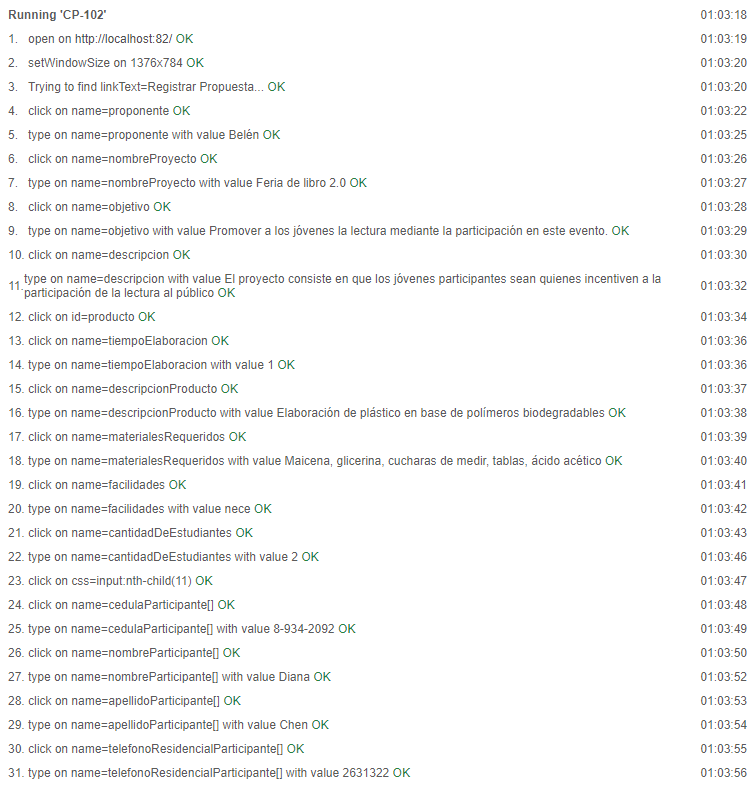 Running 'CP-102' 01:03:18
1. open on http://localhost:82/ OK 01:03:19
2. setWindowSize on 1376x784 OK 01:03:20
3. Trying to find linkText=Registrar Propuesta... OK 01:03:20
4. click on name=proponente OK 01:03:22
5. type on name=proponente with value Belén OK 01:03:25
6. click on name=nombreProyecto OK 01:03:26
7. type on name=nombreProyecto with value Feria de libro 2.0 OK 01:03:27
8. click on name=objetivo OK 01:03:28
9. type on name=objetivo with value Promover a los jóvenes la lectura mediante la participación en este evento. OK 01:03:29
10. click on name=descripcion OK 01:03:30
11. type on name=descripcion with value El proyecto consiste en que los jóvenes participantes sean quienes incentiven a la
participación de la lectura al público OK 01:03:32
12. click on id=producto OK 01:03:34
13. click on name=tiempoElaboracion OK 01:03:36
14. type on name=tiempoElaboracion with value 1 OK 01:03:36
15. click on name=descripcionProducto OK 01:03:37
16. type on name=descripcionProducto with value Elaboración de plástico en base de polímeros biodegradables OK 01:03:38
17. click on name=materialesRequeridos OK 01:03:39
18. type on name=materialesRequeridos with value Maicena, glicerina, cucharas de medir, tablas, ácido acético OK 01:03:40
19. click on name=facilidades OK 01:03:41
20. type on name=facilidades with value nece OK 01:03:42
21. click on name=cantidadDeEstudiantes OK 01:03:43
22. type on name=cantidadDeEstudiantes with value 2 OK 01:03:46
23. click on css=input:nth-child(11) OK 01:03:47
24. click on name=cedulaParticipante[] OK 01:03:48
25. type on name=cedulaParticipante[] with value 8-934-2092 OK 01:03:49
26. click on name=nombreParticipante[] OK 01:03:50
27. type on name=nombreParticipante[] with value Diana OK 01:03:52
28. click on name=apellidoParticipante[] OK 01:03:53
29. type on name=apellidoParticipante[] with value Chen OK 01:03:54
30. click on name=telefonoResidencialParticipante[] OK 01:03:55
31. type on name=telefonoResidencialParticipante[] with value 2631322 OK 01:03:56